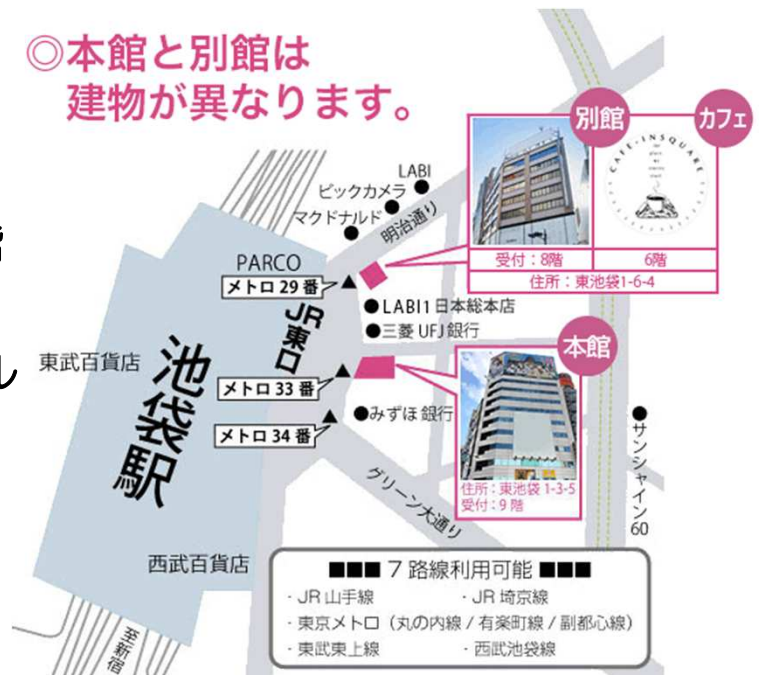 ◎本館と別館は
建物が異なります。
別館
カフェ
CAFE・INSQUARE
受付：8階
6階
住所：東池袋1-6-4
LABI
ビックカメラ
マクドナルド
明治通り
PARCO
メトロ 29 番
JR東口
●LABI1 日本総本店
●三菱 UFJ 銀行
本館
東武百貨店
池袋駅
メトロ 33 番
●みずほ銀行
メトロ 34 番
住所：東池袋 1-3-5
受付：9 階
サンシャイン60
グリーン大通り
西武百貨店
■■■ 7 路線利用可能 ■■■
・JR 山手線
・JR 埼京線
・東京メトロ（丸の内線 / 有楽町線 / 副都心線）
・東武東上線
・西武池袋線
至新宿